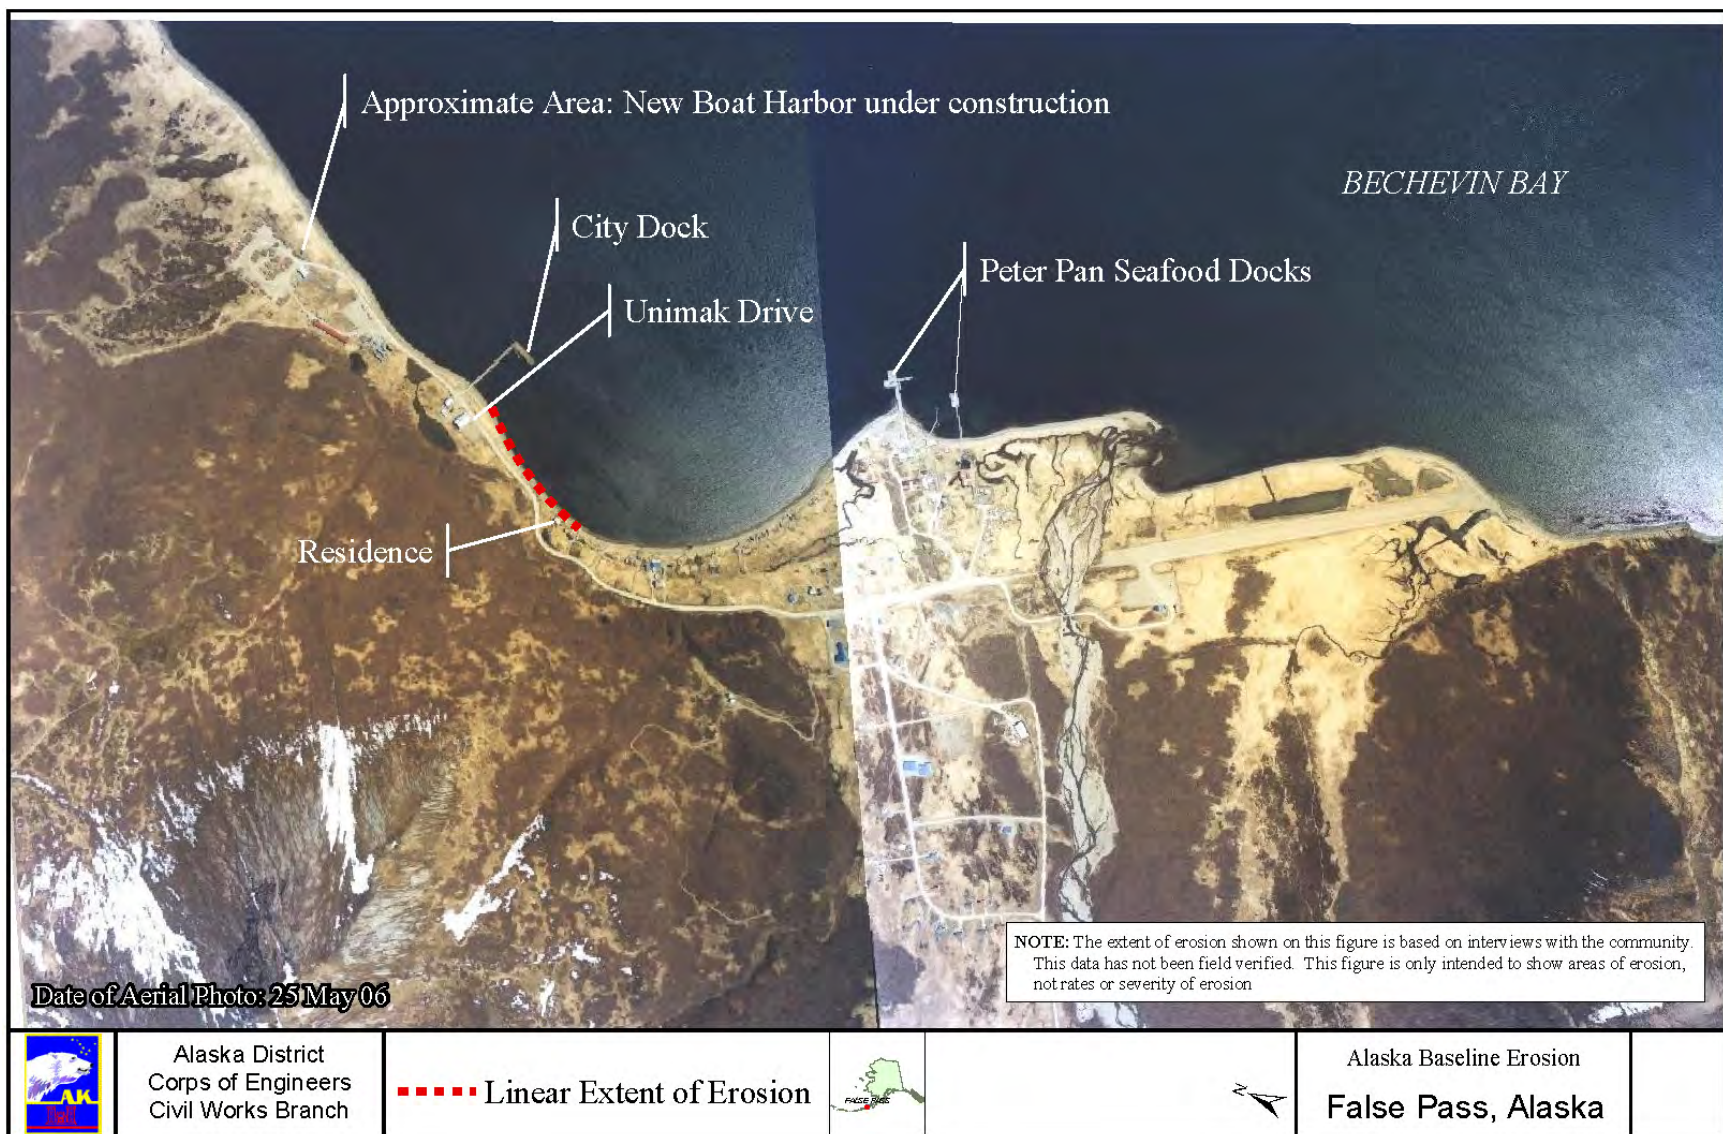 Approximate Area: New Boat Harbor under construction
BECHEVIN BAY
City Dock
Peter Pan Seafood Docks
Unimak Drive
Residence
NOTE: The extent of erosion shown on this figure is based on interviews with the community.
This data has not been field verified. This figure is only intended to show areas of erosion,
not rates or severity of erosion
Date of Aerial Photo: 25 May 06
AK
Alaska District
Corps of Engineers
Civil Works Branch
Linear Extent of Erosion
FALSE PASS
N
Alaska Baseline Erosion
False Pass, Alaska